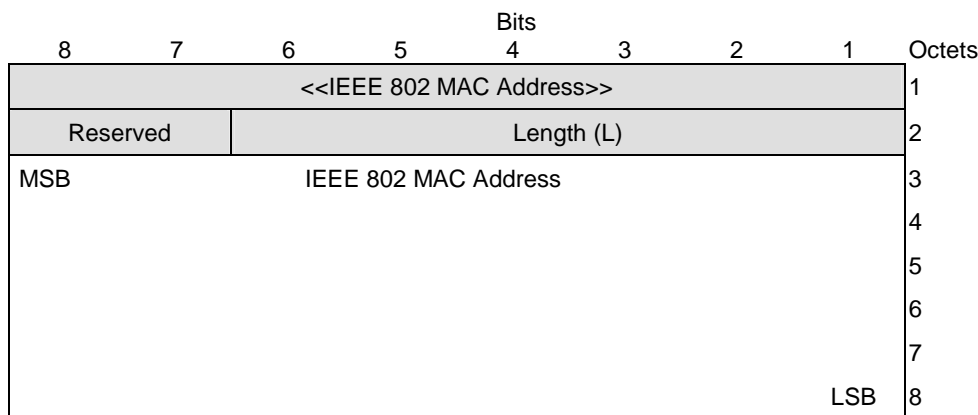 Bits
8 7 6 5 4 3 2 1 Octets
<<IEEE 802 MAC Address>> 1
Reserved Length (L) 2
MSB IEEE 802 MAC Address 3
4
5
6
7
LSB 8